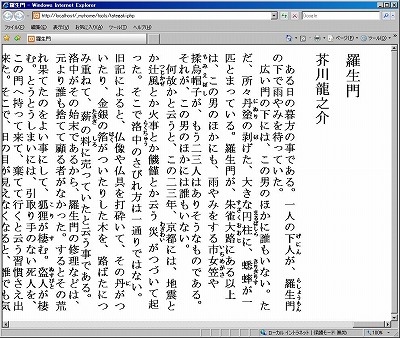 羅生門 - Windows Internet Explorer
http://localhost/_myhome/tools/tategaki.php
Google
羅生門
ページ(P)
ツール(O)
羅生門
芥川龍之介
ある日の暮方の事である。一人の下人が、羅生門
の下で雨やみを待っていた。
広い門の下には、この男のほかに誰もいない。た
だ、所々丹塗の剥げた、大きな円柱に、蟋蟀が一
匹とまっている。羅生門が、朱雀大路にある以上
は、この男のほかにも、雨やみをする市女笠や
揉烏帽子が、もう二三人はありそうなものである。
それが、この男のほかには誰もいない。
何故かと云うと、この二三年、京都には、地震と
か辻風とか火事とか饑饉とか云う災がつづいて起
った。そこで洛中のさびれ方は一通りではない。
旧記によると、仏像や仏具を打砕いて、その丹がつ
いたり、金銀の箔がついたりした木を、路ばたにつ
み重ねて、薪の料に売っていたと云う事である。
洛中がその始末であるから、羅生門の修理などは、
元より誰も捨てて顧る者がなかった。するとその荒
れ果てたのをよい事にして、狐狸が棲む。盗人が棲
む。とうとうしまいには、引取り手のない死人を、
この門へ持って来て、棄てて行くと云う習慣さえ出
来た。そこで、日の目が見えなくなると、誰でも気
ローカル イントラネット | 保護モード: 無効
100%